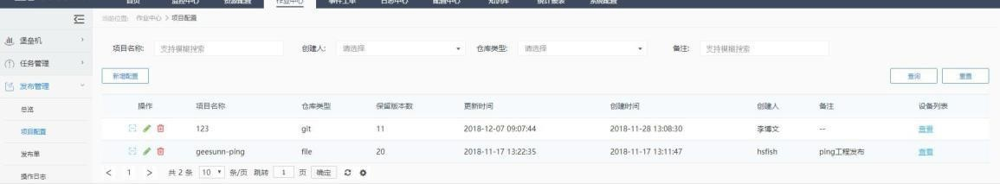 首页 监控中心 资源配置 作业中心 事件工单 日志中心 配置中心 知识库 统计报表 系统配置
当前位置: 作业中心 > 项目配置
堡垒机
任务管理
发布管理
总览
项目配置
发布单
操作日志
项目名称: 支持模糊搜索 创建人: 请选择 仓库类型: 请选择 备注: 支持模糊搜索
新增配置 查询 重置
操作 项目名称 仓库类型 保留版本数 更新时间 创建时间 创建人 备注 设备列表
123 git 11 2018-12-07 09:07:44 2018-11-28 13:08:30 李博文 -- 查看
geesunn-ping file 20 2018-11-17 13:22:35 2018-11-17 13:11:47 hsfish ping工程发布 查看
< 1 > 共 2 条 10 条/页 跳转 1 页 确定